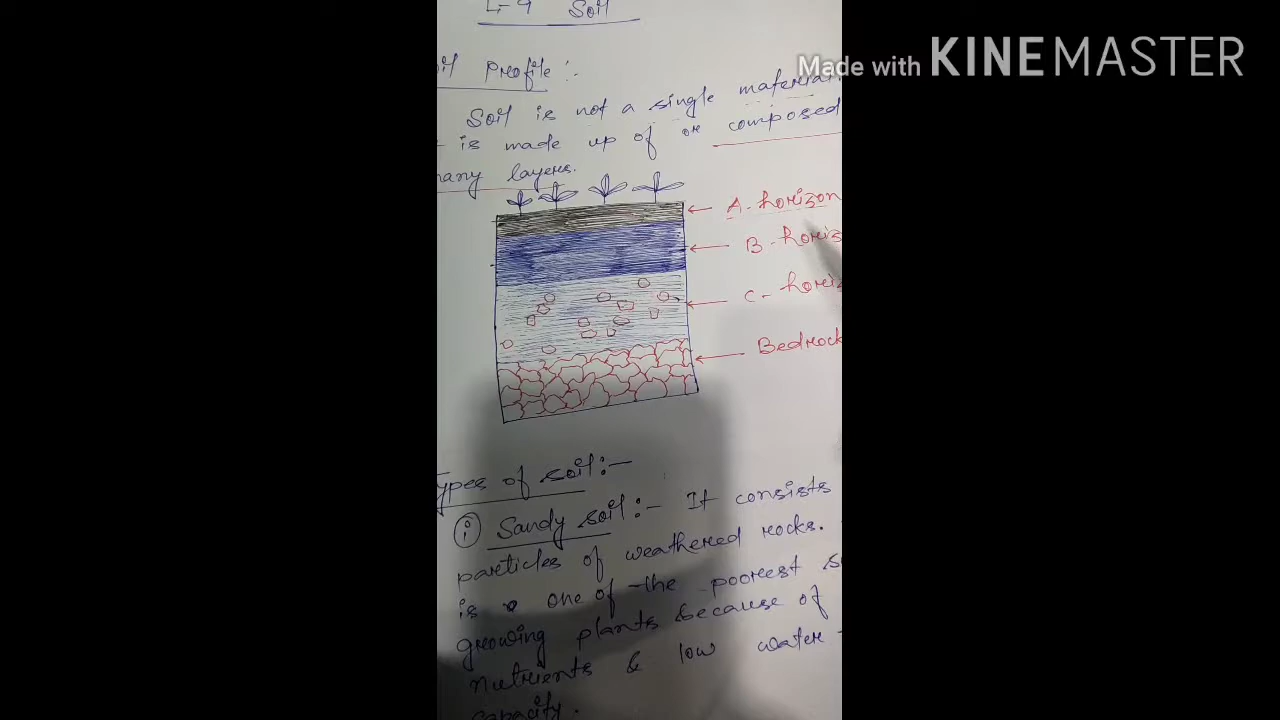 L-9 Soil
Made with KINEMASTER
Profile:-
Soil is not a single material.
is made up of or composed
many layers.
A-horizon
B-horiz
C-horiz
Bedrock
Types of soil:-
(i) Sandy soil:- It consists
particles of weathered rocks.
is one of the poorest s
growing plants because of
nutrients & low water
capacity.